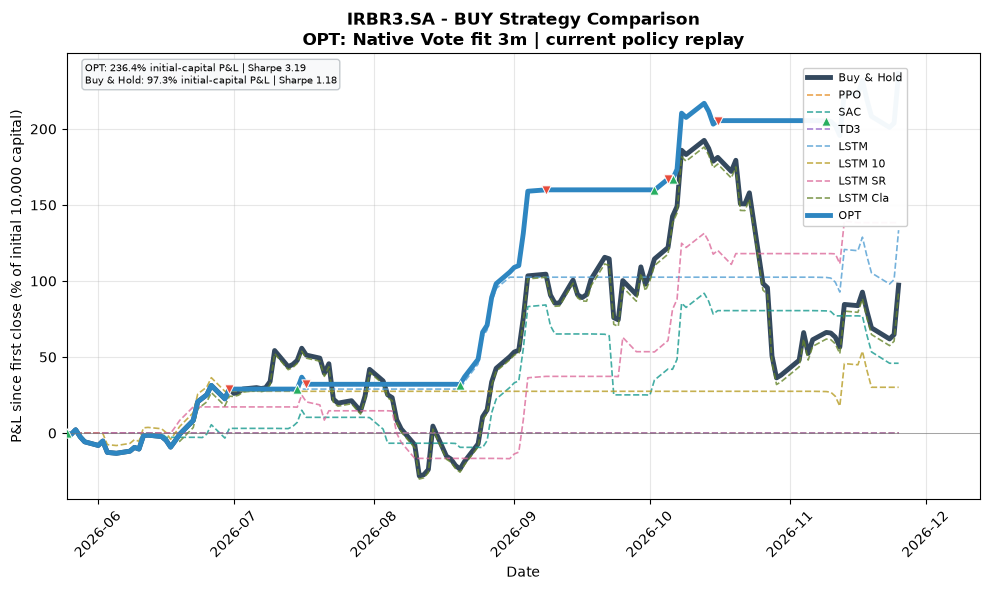 IRBR3.SA - BUY Strategy Comparison
OPT: Native Vote fit 3m | current policy replay
OPT: 236.4% initial-capital P&L | Sharpe 3.19
Buy & Hold: 97.3% initial-capital P&L | Sharpe 1.18
Buy & Hold
PPO
SAC
TD3
LSTM
LSTM 10
LSTM SR
LSTM Cla
OPT
P&L since first close (% of initial 10,000 capital)
200
150
100
50
0
2026-06
2026-07
2026-08
2026-09
2026-10
2026-11
2026-12
Date